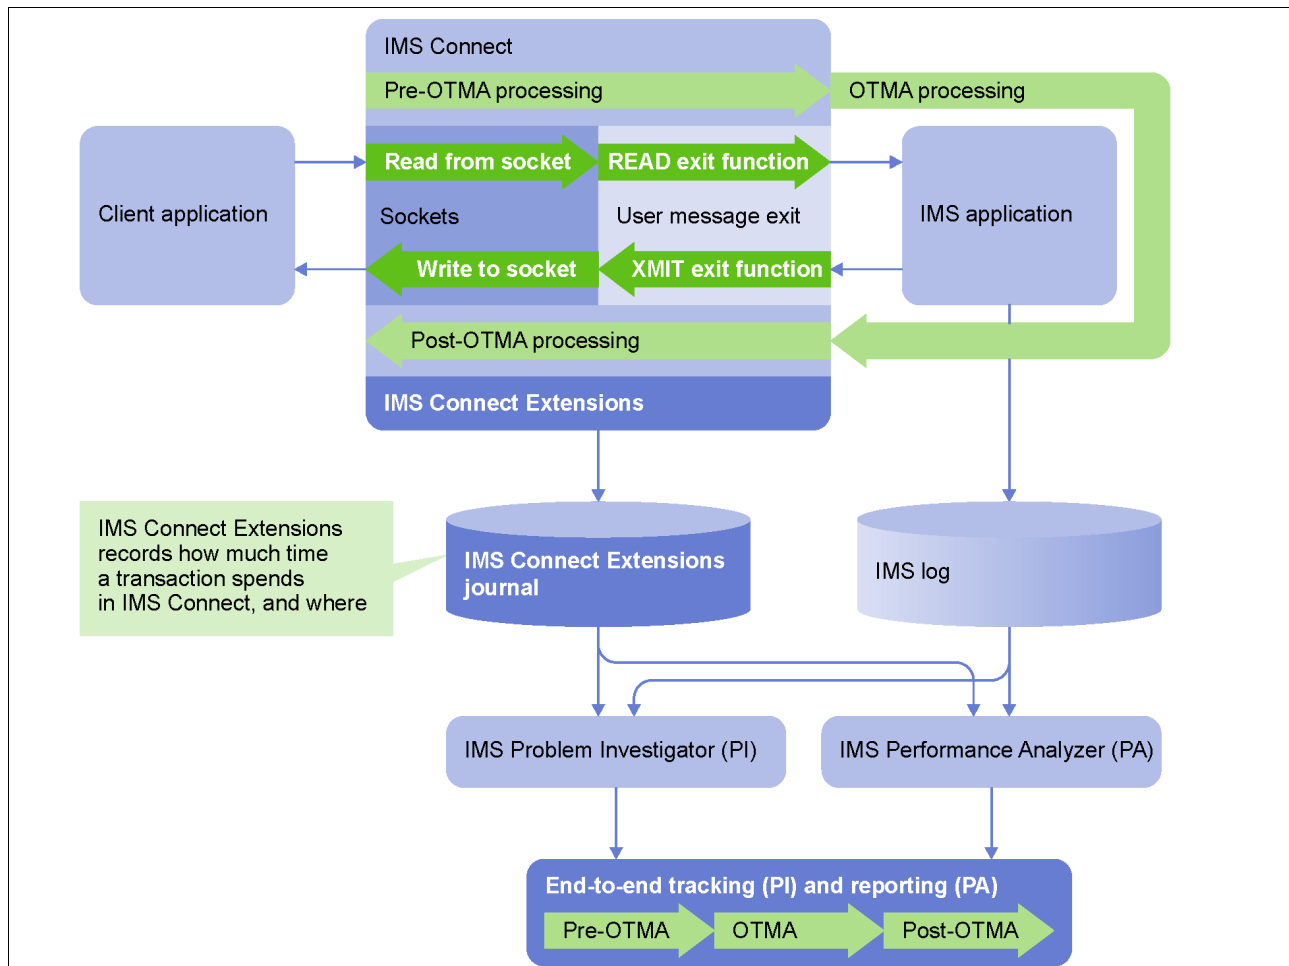 IMS Connect
Pre-OTMA processing
OTMA processing
Client application
Read from socket
READ exit function
Sockets
User message exit
IMS application
Write to socket
XMIT exit function
Post-OTMA processing
IMS Connect Extensions
IMS Connect Extensions
records how much time
a transaction spends
in IMS Connect, and where
IMS Connect Extensions
journal
IMS log
IMS Problem Investigator (PI)
IMS Performance Analyzer (PA)
End-to-end tracking (PI) and reporting (PA)
Pre-OTMA
OTMA
Post-OTMA